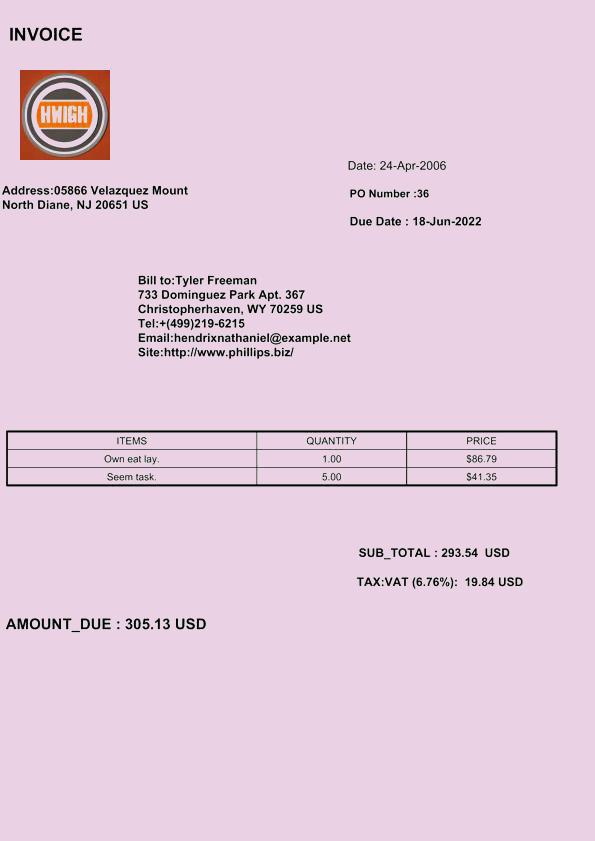 INVOICE
HWIGH
Date: 24-Apr-2006
Address:05866 Velazquez Mount
North Diane, NJ 20651 US
PO Number :36
Due Date : 18-Jun-2022
Bill to:Tyler Freeman
733 Dominguez Park Apt. 367
Christopherhaven, WY 70259 US
Tel:+(499)219-6215
Email:hendrixnathaniel@example.net
Site:http://www.phillips.biz/
ITEMS QUANTITY PRICE
Own eat lay. 1.00 $86.79
Seem task. 5.00 $41.35
SUB_TOTAL : 293.54 USD
TAX:VAT (6.76%): 19.84 USD
AMOUNT_DUE : 305.13 USD